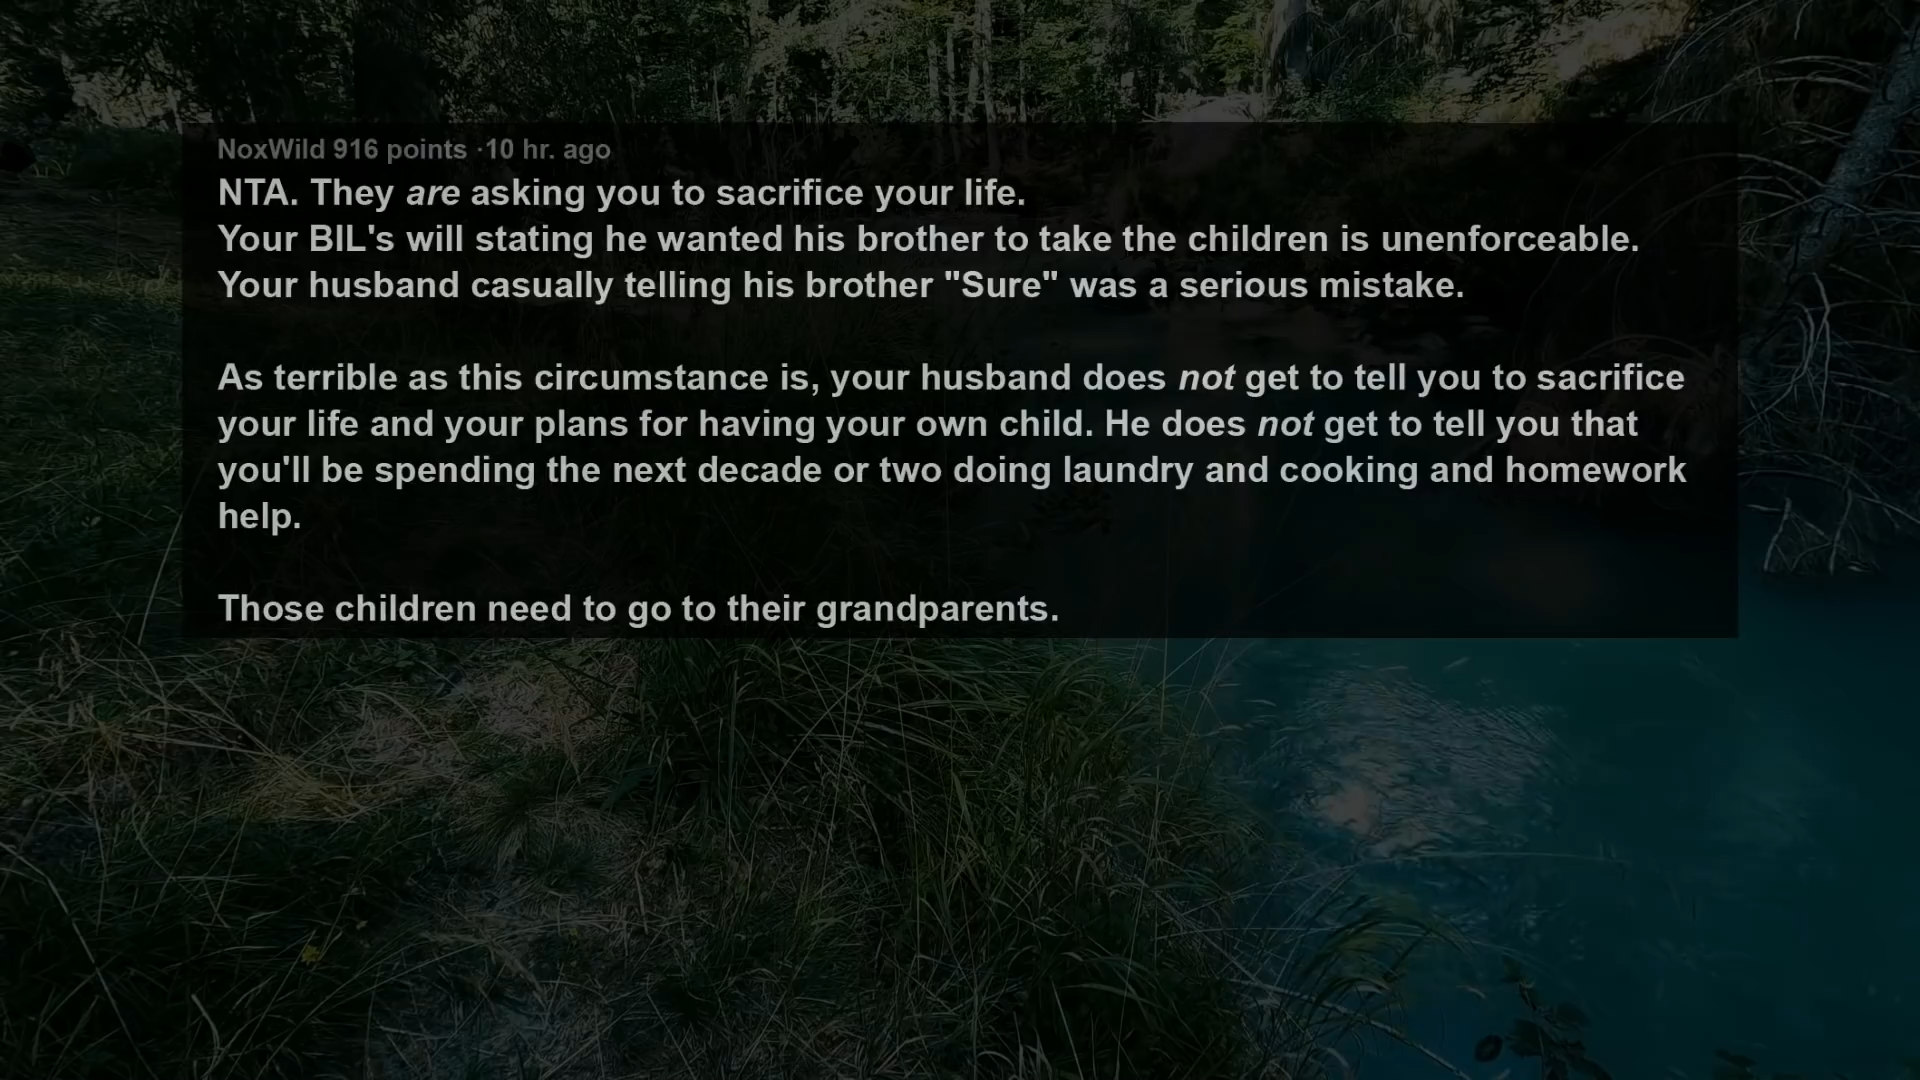 NoxWild 916 points ·10 hr. ago
NTA. They are asking you to sacrifice your life.
Your BIL's will stating he wanted his brother to take the children is unenforceable.
Your husband casually telling his brother "Sure" was a serious mistake.
As terrible as this circumstance is, your husband does not get to tell you to sacrifice
your life and your plans for having your own child. He does not get to tell you that
you'll be spending the next decade or two doing laundry and cooking and homework
help.
Those children need to go to their grandparents.